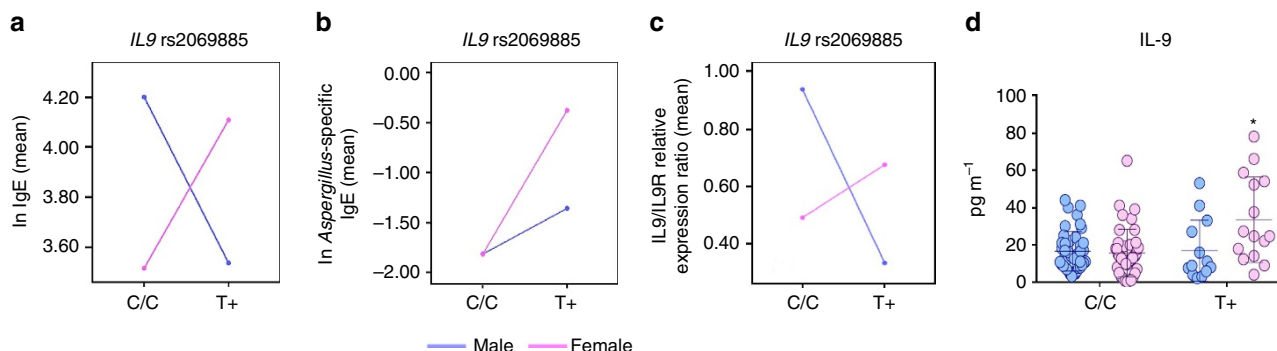 a
IL9 rs2069885
ln IgE (mean)
4.20
4.00
3.80
3.60
C/C
T+
b
IL9 rs2069885
ln Aspergillus-specific
IgE (mean)
0.00
−0.50
−1.00
−1.50
−2.00
C/C
T+
c
IL9 rs2069885
IL9/IL9R relative
expression ratio (mean)
1.00
0.80
0.60
0.40
C/C
T+
d
IL-9
pg m⁻¹
100
80
60
40
20
0
*
C/C
T+
Male
Female